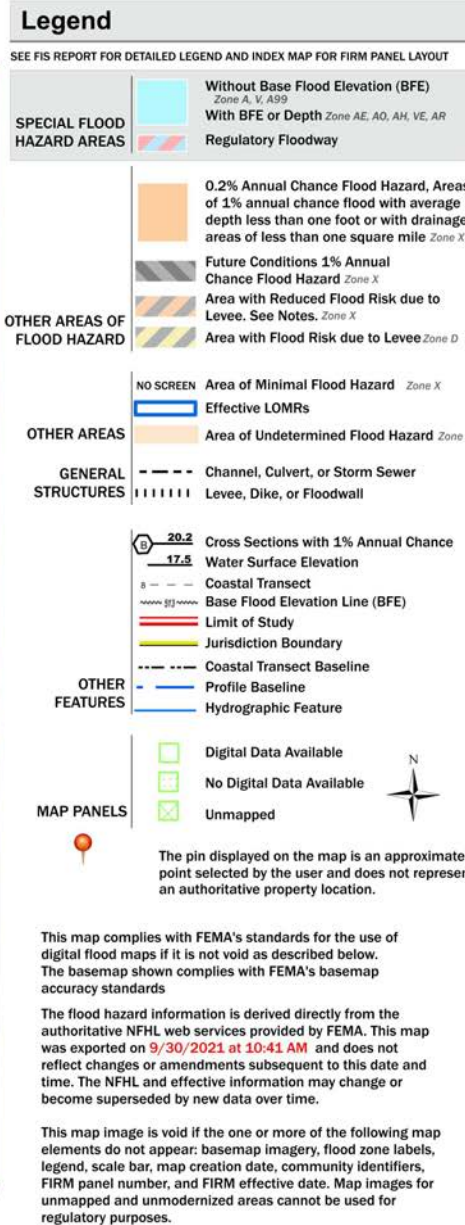 Legend
SEE FIS REPORT FOR DETAILED LEGEND AND INDEX MAP FOR FIRM PANEL LAYOUT
SPECIAL FLOOD
HAZARD AREAS
Without Base Flood Elevation (BFE)
Zone A, V, A99
With BFE or Depth Zone AE, AO, AH, VE, AR
Regulatory Floodway
OTHER AREAS OF
FLOOD HAZARD
0.2% Annual Chance Flood Hazard, Areas
of 1% annual chance flood with average
depth less than one foot or with drainage
areas of less than one square mile Zone X
Future Conditions 1% Annual
Chance Flood Hazard Zone X
Area with Reduced Flood Risk due to
Levee. See Notes. Zone X
Area with Flood Risk due to Levee Zone D
OTHER AREAS
NO SCREEN Area of Minimal Flood Hazard Zone X
Effective LOMRs
Area of Undetermined Flood Hazard Zone
GENERAL
STRUCTURES
Channel, Culvert, or Storm Sewer
Levee, Dike, or Floodwall
OTHER
FEATURES
B 20.2 Cross Sections with 1% Annual Chance
17.5 Water Surface Elevation
8 Coastal Transect
513 Base Flood Elevation Line (BFE)
Limit of Study
Jurisdiction Boundary
Coastal Transect Baseline
Profile Baseline
Hydrographic Feature
MAP PANELS
Digital Data Available
No Digital Data Available
Unmapped
N
The pin displayed on the map is an approximate
point selected by the user and does not represen
an authoritative property location.
This map complies with FEMA's standards for the use of
digital flood maps if it is not void as described below.
The basemap shown complies with FEMA's basemap
accuracy standards
The flood hazard information is derived directly from the
authoritative NFHL web services provided by FEMA. This map
was exported on 9/30/2021 at 10:41 AM and does not
reflect changes or amendments subsequent to this date and
time. The NFHL and effective information may change or
become superseded by new data over time.
This map image is void if the one or more of the following map
elements do not appear: basemap imagery, flood zone labels,
legend, scale bar, map creation date, community identifiers,
FIRM panel number, and FIRM effective date. Map images for
unmapped and unmodernized areas cannot be used for
regulatory purposes.